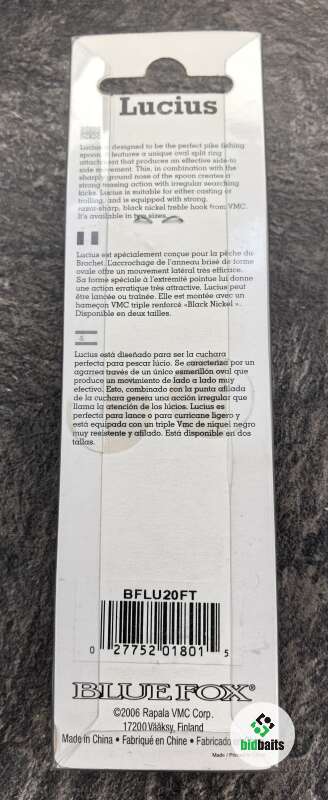 Lucius
Lucius is designed to be the perfect pike fishing
spoon. It features a unique oval split ring
attachment that produces an effective side-to
side movement. This, in combination with the
sharply ground nose of the spoon creates a
strong teasing action with irregular searching
kicks. Lucius is suitable for either casting or
trolling, and is equipped with strong,
razor-sharp, black nickel treble hook from VMC.
It's available in two sizes.
Lucius est spécialement conçue pour la pêche du
Brochet. L'accrochage de l'anneau brisé de forme
ovale offre un mouvement latéral très efficace.
Sa forme spéciale à l'extrémité pointue lui donne
une action erratique très attractive. Lucius peut
être lancée ou traînée. Elle est montée avec un
hameçon VMC triple renforcé «Black Nickel».
Disponible en deux tailles.
Lucius está diseñado para ser la cuchara
perfecta para pescar lúcio. Se caracteriza por un
agarrea través de un único esmerillón oval que
produce un movimiento de lado a lado muy
efectivo. Esto, combinado con la punta afilada
de la cuchara genera una acción irregular que
llama la atención de los lúcios. Lucius es
perfecta para lance o para curricane ligero y
está equipada con un triple Vmc de níquel negro
muy resistente y afilado. Está disponible en dos
tallas.
BFLU20FT
0 27752 01801 5
BLUE FOX®
©2006 Rapala VMC Corp.
17200 Vääksy, Finland
Made in China • Fabriqué en Chine • Fabricado
bidbaits